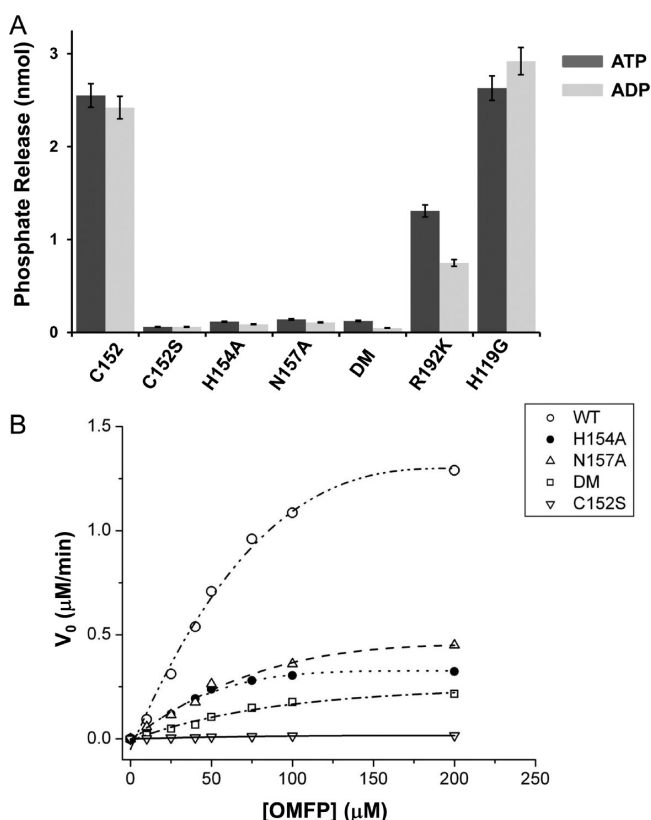 A
Phosphate Release (nmol)
3
2
1
0
ATP
ADP
C152
C152S
H154A
N157A
DM
R192K
H119G
B
V₀ (μM/min)
1.5
1.0
0.5
0.0
WT
H154A
N157A
DM
C152S
0
50
100
150
200
250
[OMFP] (μM)